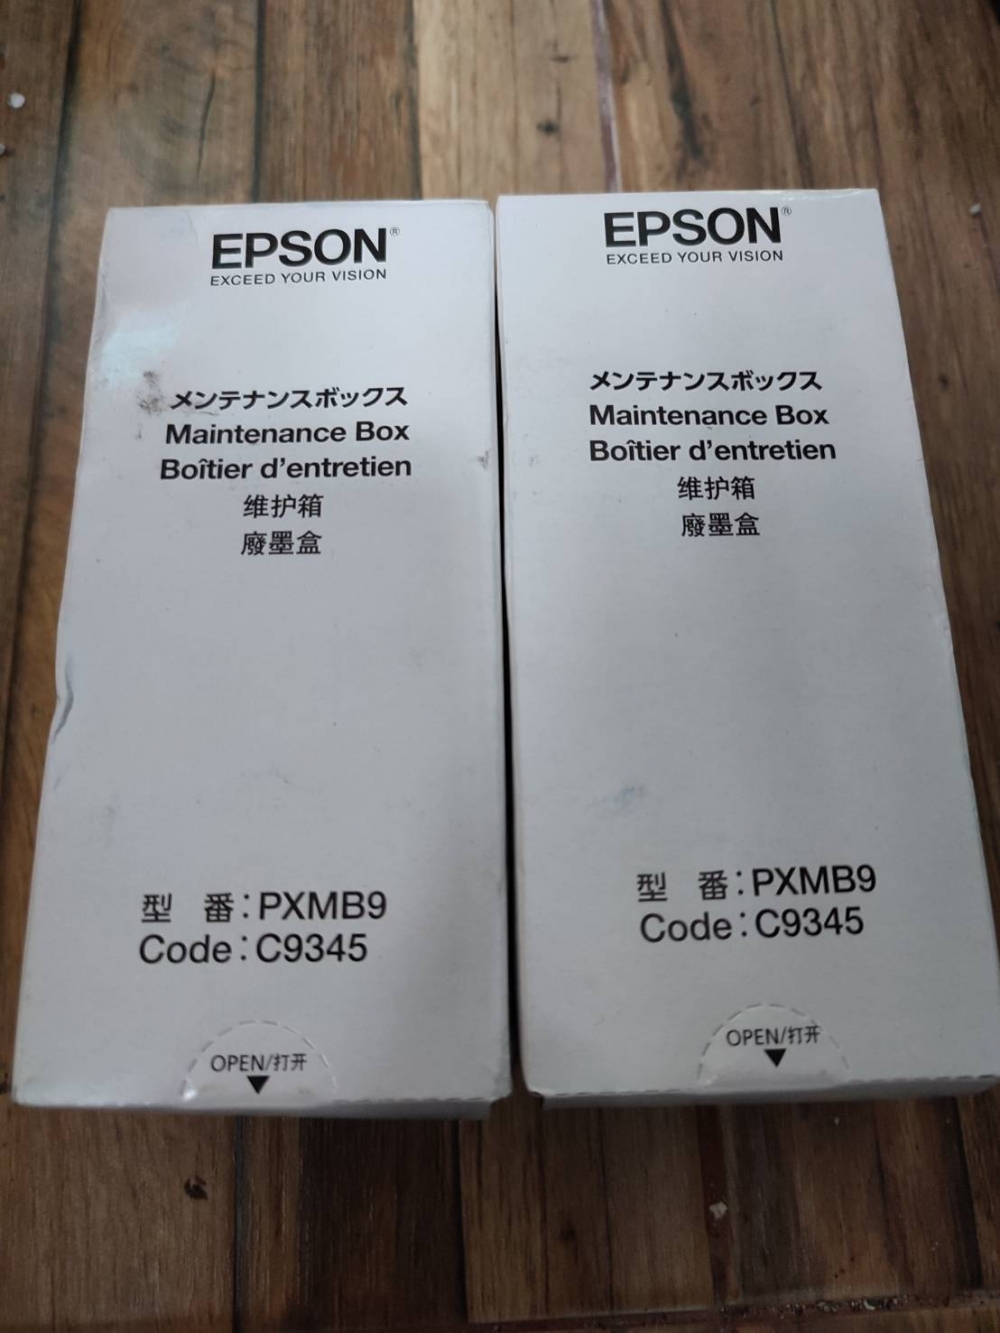 EPSON®
EXCEED YOUR VISION
メンテナンスボックス
Maintenance Box
Boîtier d'entretien
维护箱
廢墨盒
型 番:PXMB9
Code:C9345
OPEN/打开
EPSON®
EXCEED YOUR VISION
メンテナンスボックス
Maintenance Box
Boîtier d'entretien
维护箱
廢墨盒
型 番:PXMB9
Code:C9345
OPEN/打开